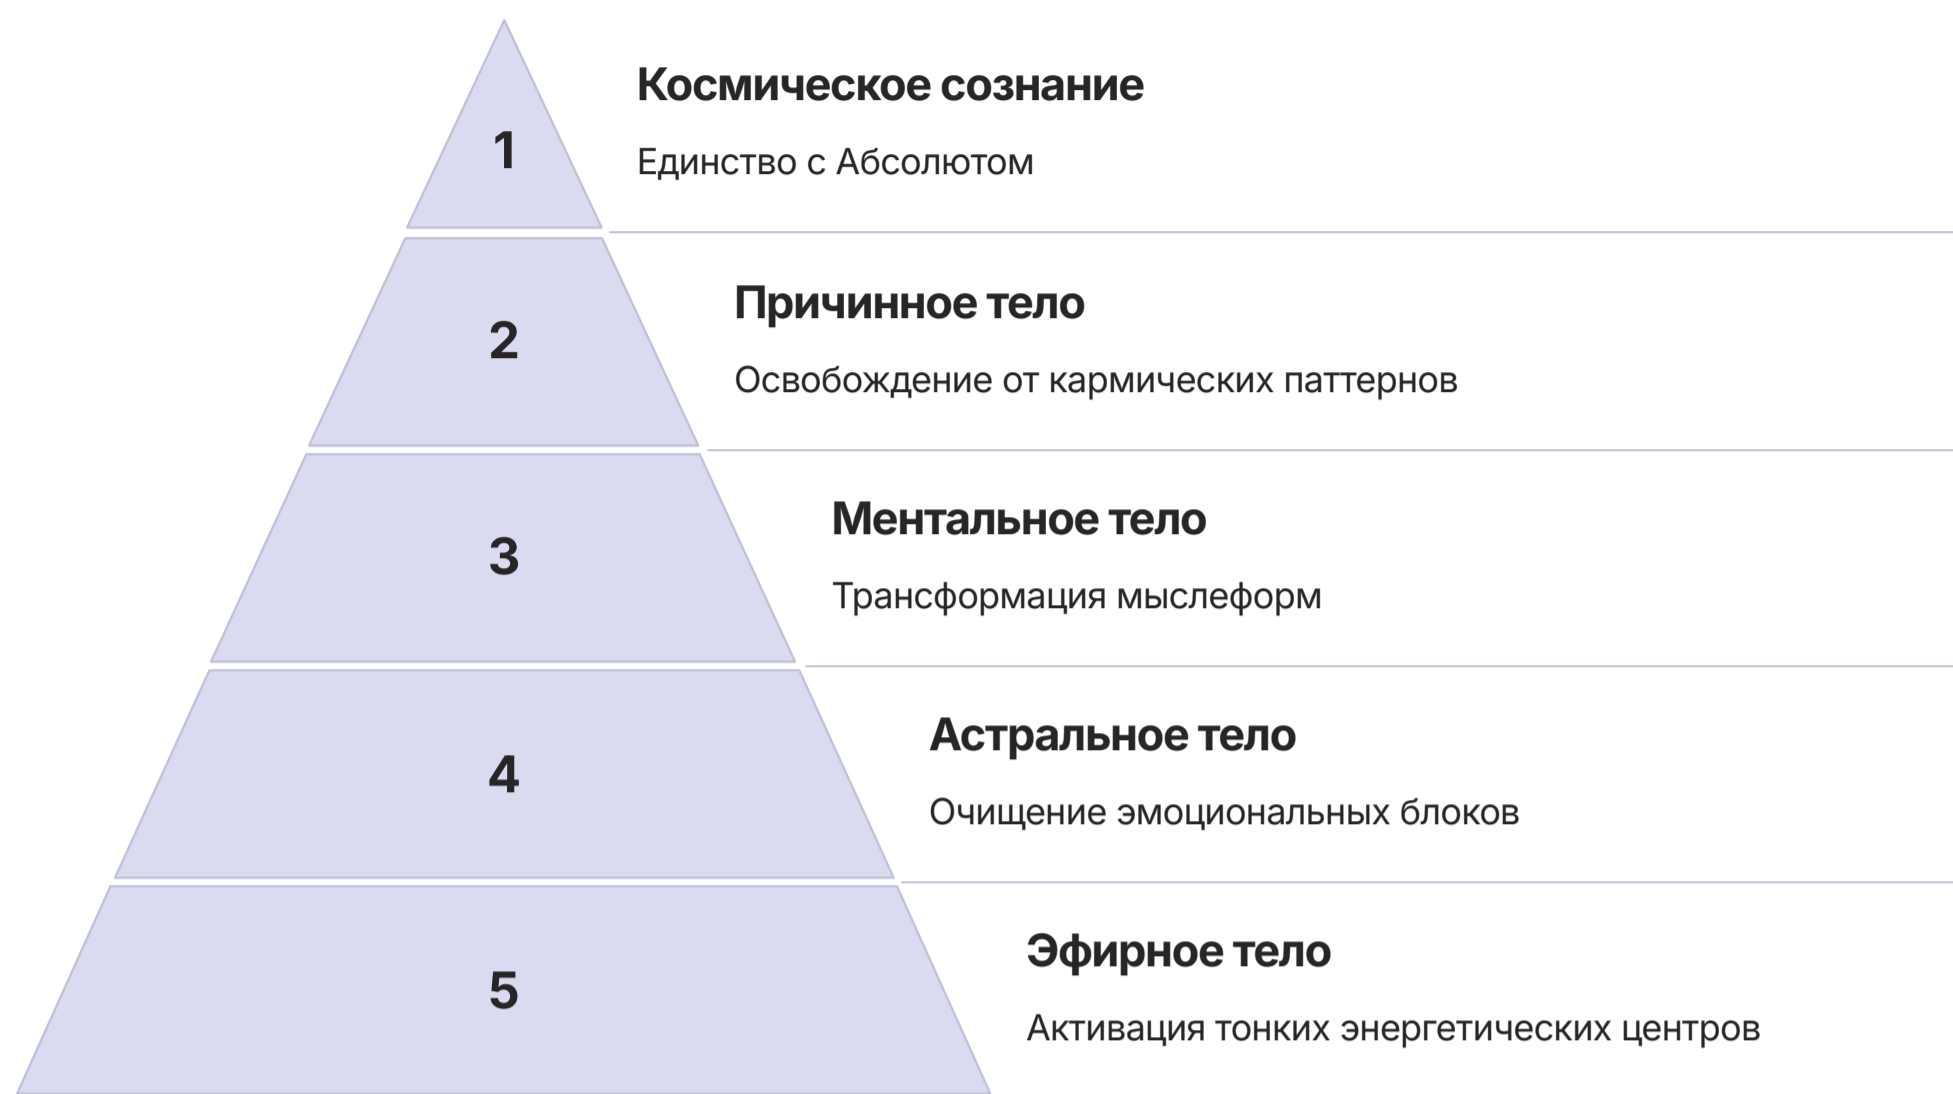 1
Космическое сознание
Единство с Абсолютом
2
Причинное тело
Освобождение от кармических паттернов
3
Ментальное тело
Трансформация мыслеформ
4
Астральное тело
Очищение эмоциональных блоков
5
Эфирное тело
Активация тонких энергетических центров